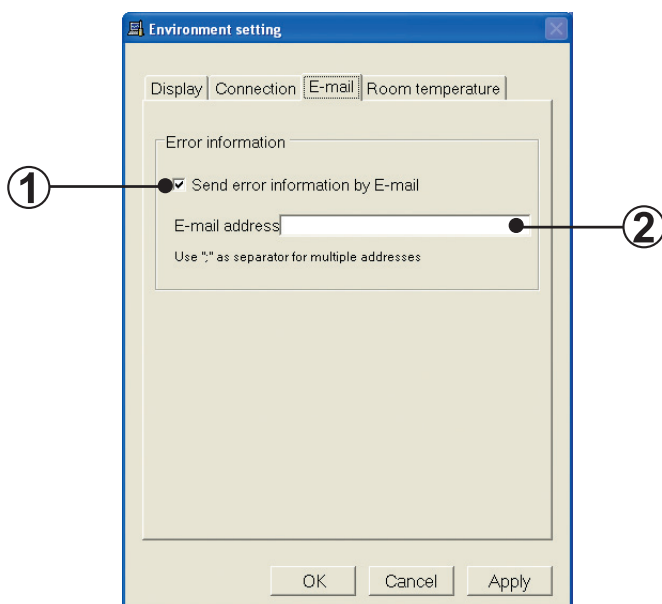 Environment setting
Display Connection E-mail Room temperature
Error information
1
Send error information by E-mail
E-mail address
2
Use ";" as separator for multiple addresses
OK Cancel Apply